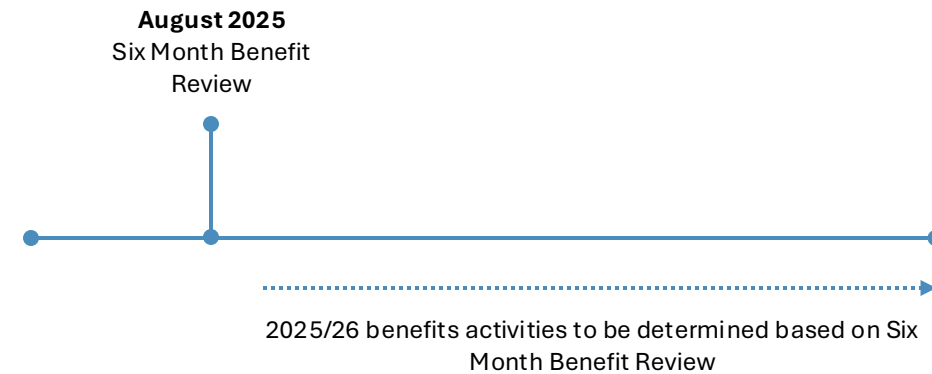 August 2025
Six Month Benefit
Review
2025/26 benefits activities to be determined based on Six
Month Benefit Review